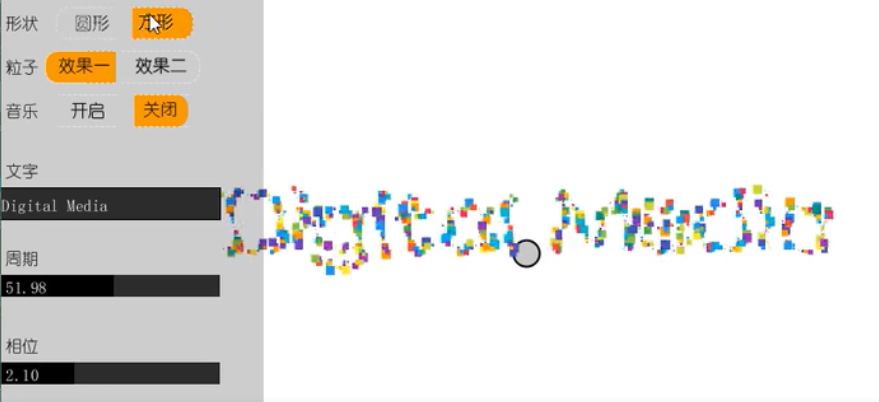 形状 圆形 方形
粒子 效果一 效果二
音乐 开启 关闭
文字
Digital Media
Digital Media
周期
51.98
相位
2.10